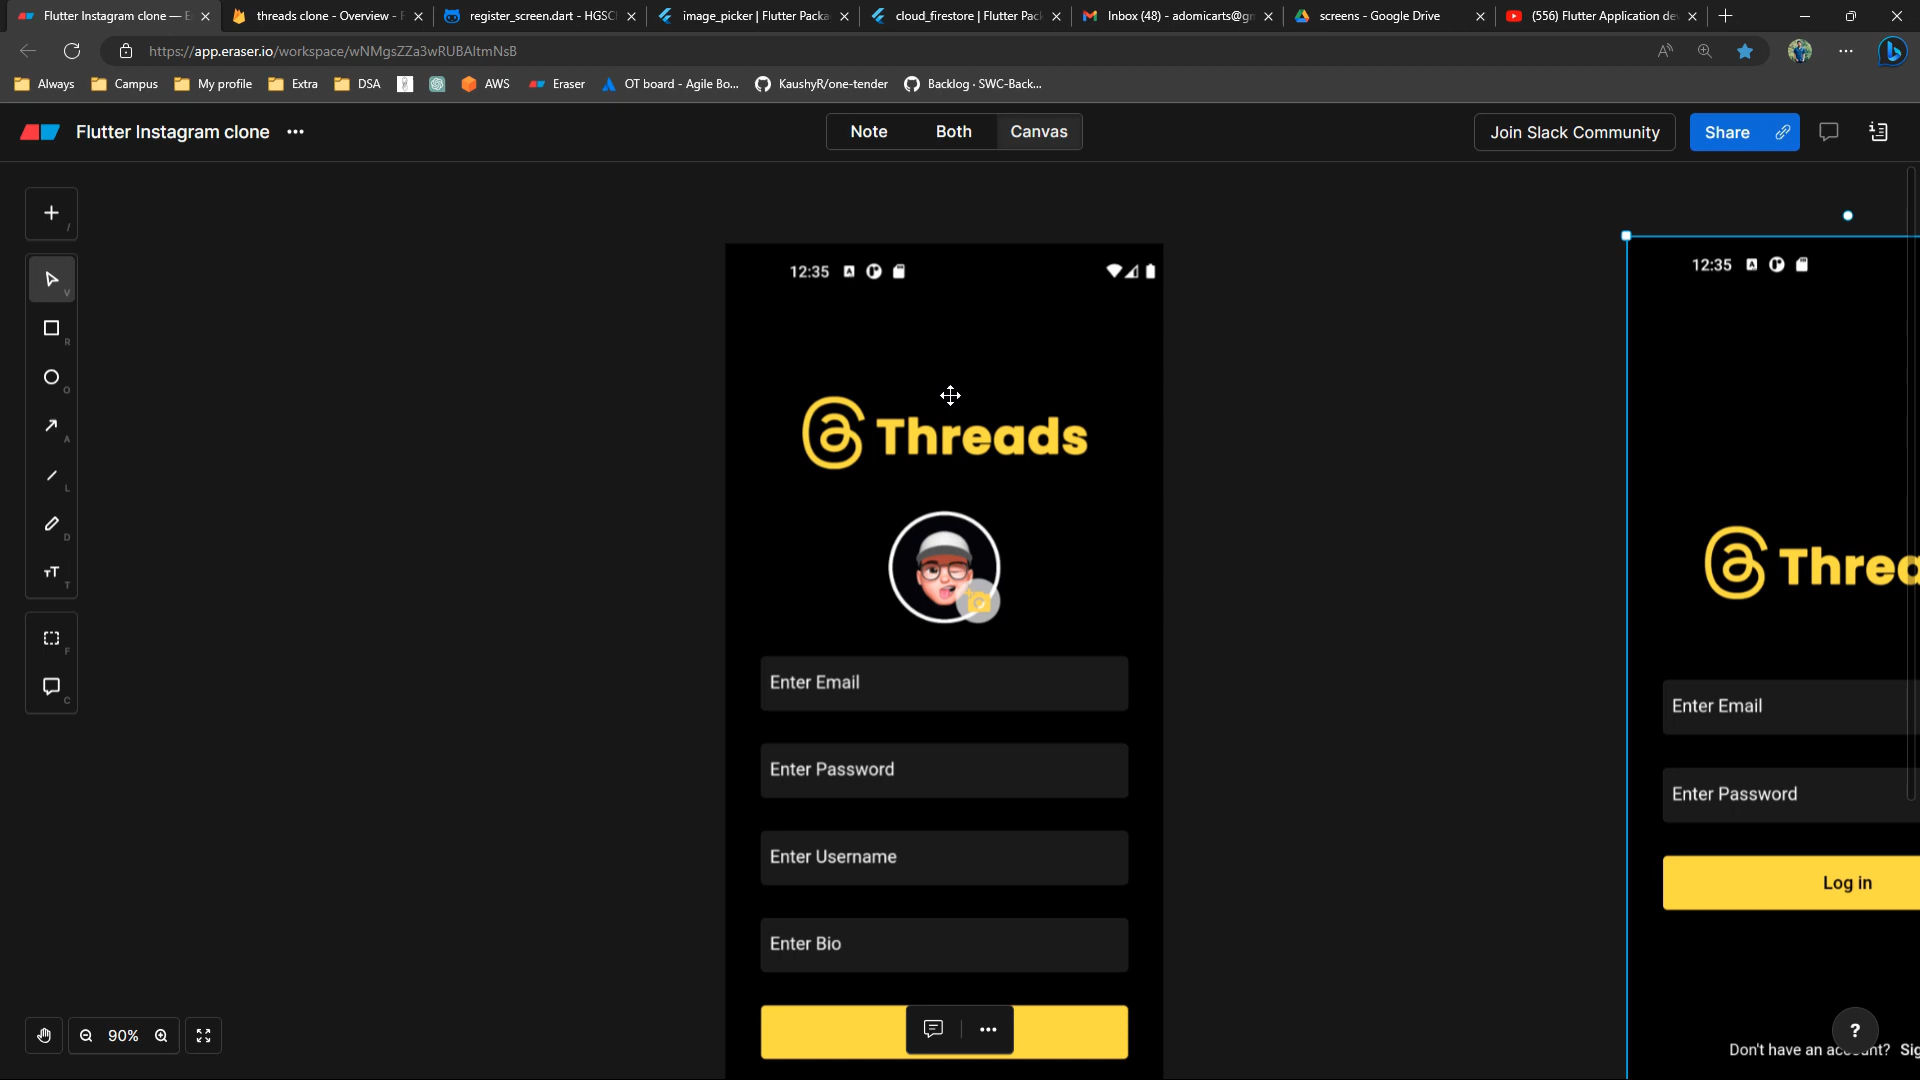 Flutter Instagram clone — E
threads clone - Overview - F
register_screen.dart - HGSC
image_picker | Flutter Packa
cloud_firestore | Flutter Pack
Inbox (48) - adomicarts@gm
screens - Google Drive
(556) Flutter Application de
https://app.eraser.io/workspace/wNMgsZZa3wRUBAltmNsB
Always
Campus
My profile
Extra
DSA
AWS
Eraser
OT board - Agile Bo...
KaushyR/one-tender
Backlog · SWC-Back...
Flutter Instagram clone
Note
Both
Canvas
Join Slack Community
Share
/
V
R
O
A
L
D
T
F
C
90%
12:35
Threads
Enter Email
Enter Password
Enter Username
Enter Bio
12:35
Threa
Enter Email
Enter Password
Log in
Don't have an account? Sig
?